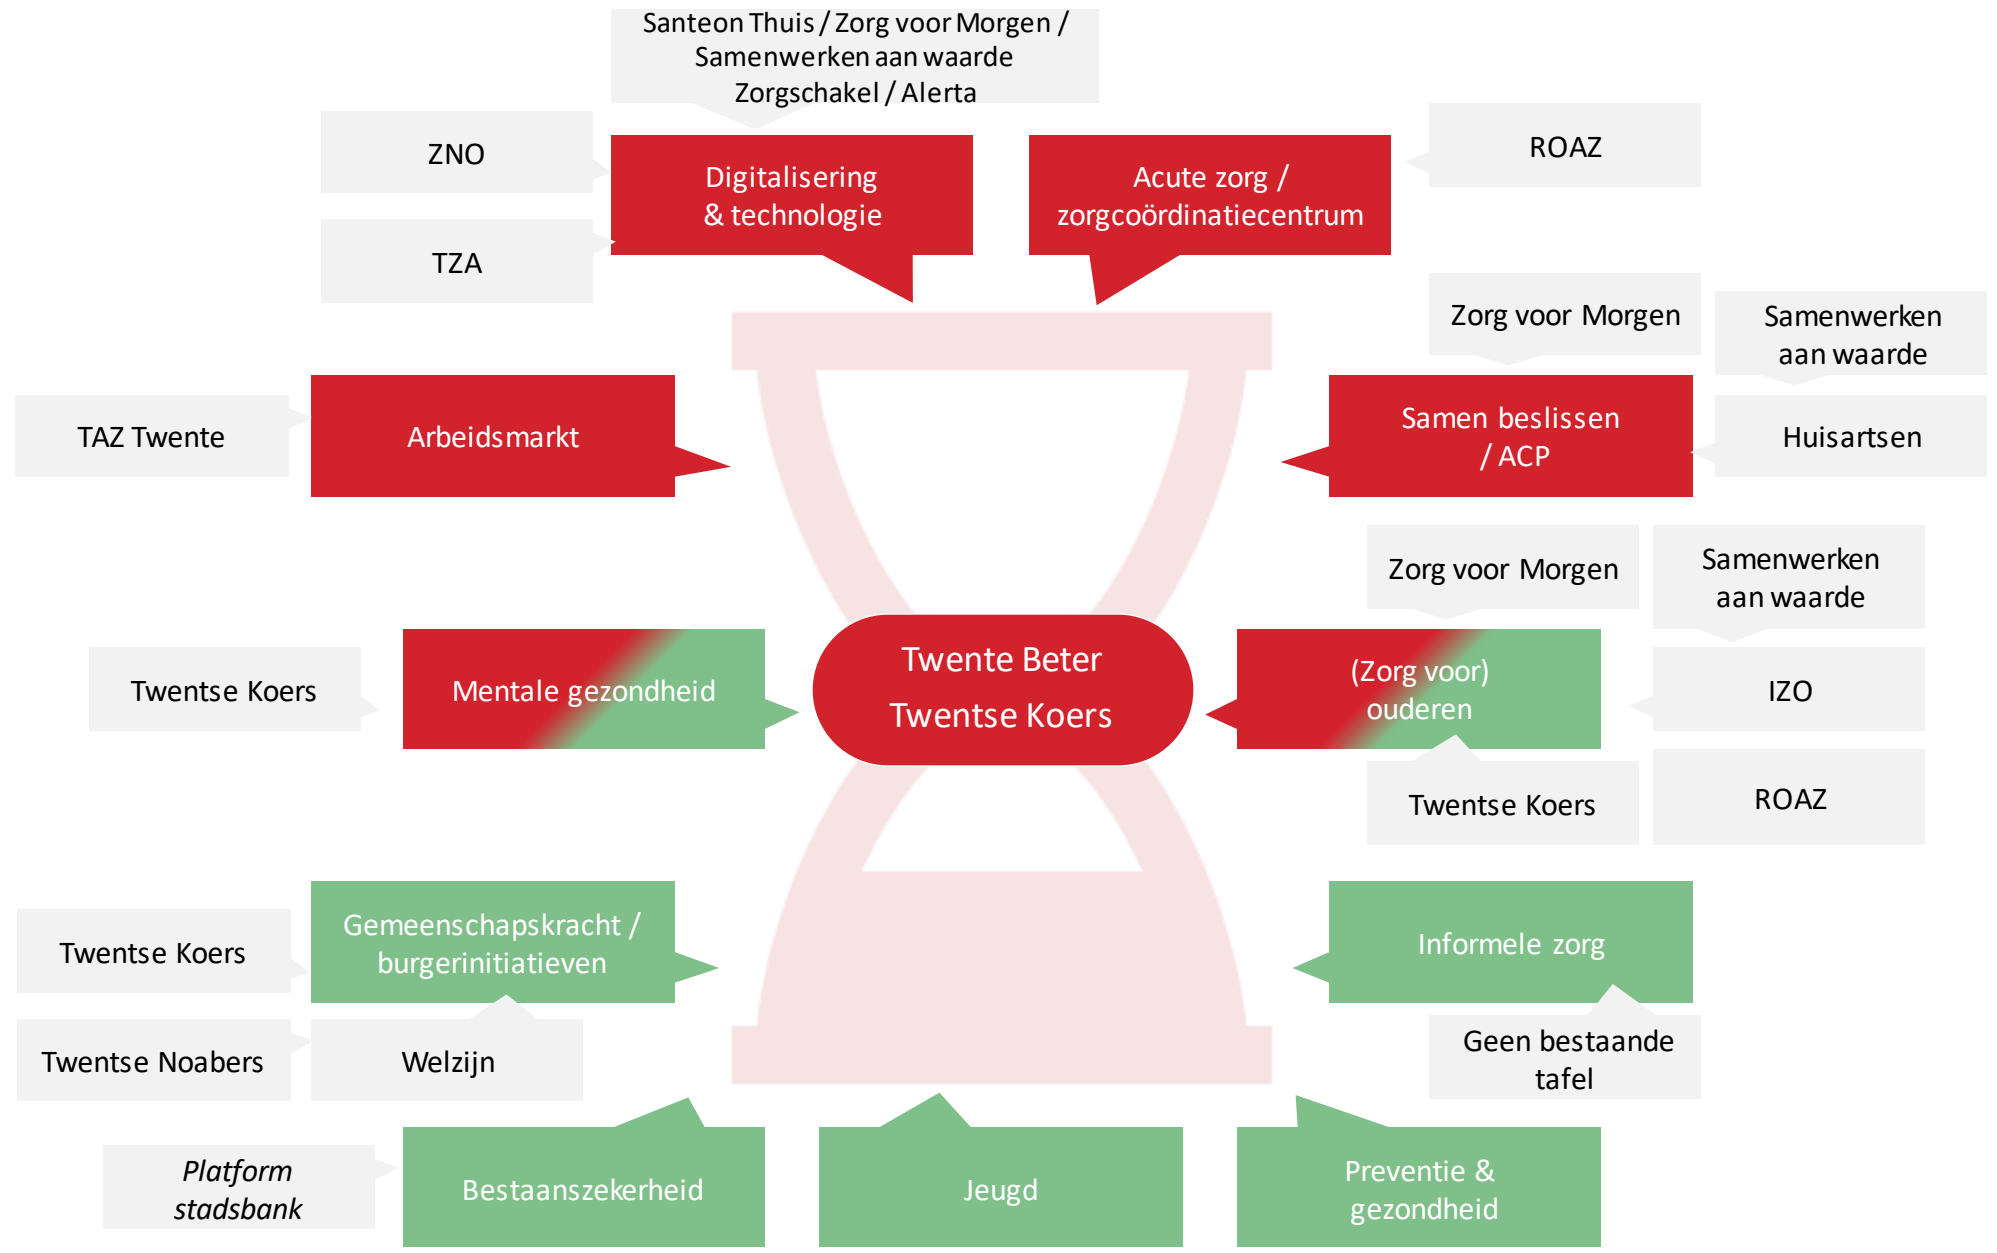 Santeon Thuis / Zorg voor Morgen /
Samenwerken aan waarde
Zorgschakel / Alerta
ZNO
TZA
Digitalisering
& technologie
Acute zorg /
zorgcoördinatiecentrum
ROAZ
Zorg voor Morgen
Samenwerken
aan waarde
TAZ Twente
Arbeidsmarkt
Samen beslissen
/ ACP
Huisartsen
Zorg voor Morgen
Samenwerken
aan waarde
Twentse Koers
Mentale gezondheid
Twente Beter
Twentse Koers
(Zorg voor)
ouderen
IZO
Twentse Koers
ROAZ
Twentse Koers
Gemeenschapskracht /
burgerinitiatieven
Informele zorg
Twentse Noabers
Welzijn
Geen bestaande
tafel
Platform
stadsbank
Bestaanszekerheid
Jeugd
Preventie &
gezondheid